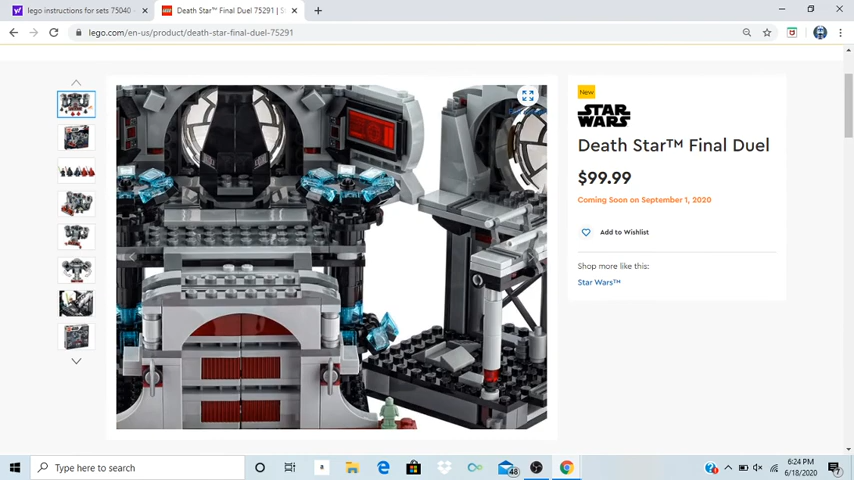 lego instructions for sets 75040 -
Death Star™ Final Duel 75291 | S
lego.com/en-us/product/death-star-final-duel-75291
New
STAR
WARS
Death Star™ Final Duel
$99.99
Coming Soon on September 1, 2020
Add to Wishlist
Shop more like this:
Star Wars™
Type here to search
a
48
6:24 PM
6/18/2020
7